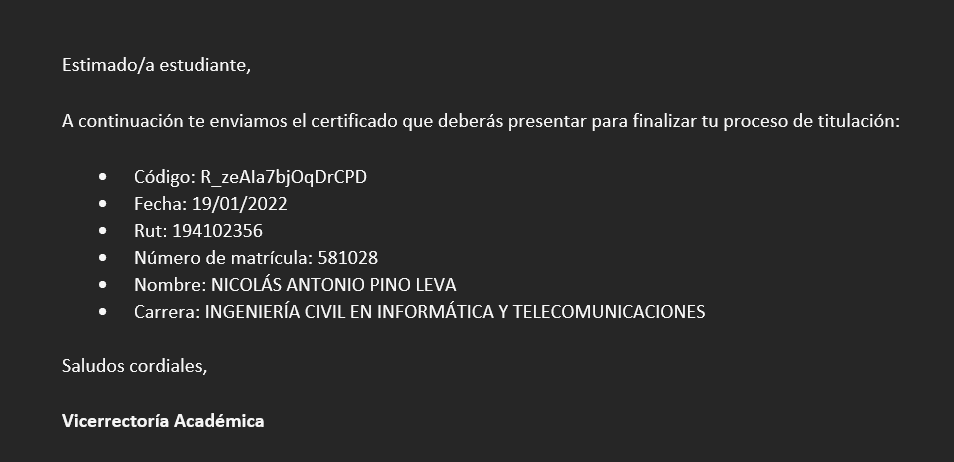 Estimado/a estudiante,
A continuación te enviamos el certificado que deberás presentar para finalizar tu proceso de titulación:
• Código: R_zeAIa7bjOqDrCPD
• Fecha: 19/01/2022
• Rut: 194102356
• Número de matrícula: 581028
• Nombre: NICOLÁS ANTONIO PINO LEVA
• Carrera: INGENIERÍA CIVIL EN INFORMÁTICA Y TELECOMUNICACIONES
Saludos cordiales,
Vicerrectoría Académica